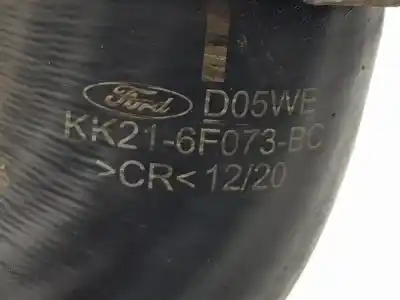 Ford D05WE
KK21-6F073-BC
>CR< 12/20